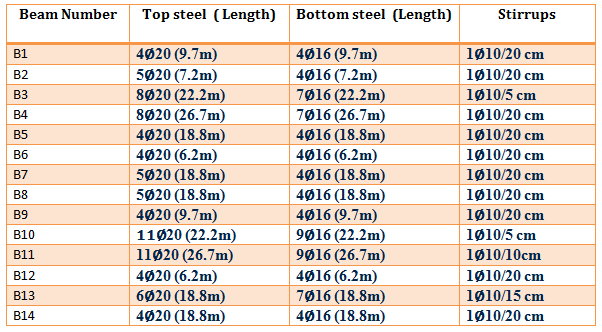 Beam Number Top steel ( Length) Bottom steel (Length) Stirrups
B1 4Ø20 (9.7m) 4Ø16 (9.7m) 1Ø10/20 cm
B2 5Ø20 (7.2m) 4Ø16 (7.2m) 1Ø10/20 cm
B3 8Ø20 (22.2m) 7Ø16 (22.2m) 1Ø10/5 cm
B4 8Ø20 (26.7m) 7Ø16 (26.7m) 1Ø10/20 cm
B5 4Ø20 (18.8m) 4Ø16 (18.8m) 1Ø10/20 cm
B6 4Ø20 (6.2m) 4Ø16 (6.2m) 1Ø10/20 cm
B7 5Ø20 (18.8m) 4Ø16 (18.8m) 1Ø10/20 cm
B8 5Ø20 (18.8m) 4Ø16 (18.8m) 1Ø10/20 cm
B9 4Ø20 (9.7m) 4Ø16 (9.7m) 1Ø10/20 cm
B10 11Ø20 (22.2m) 9Ø16 (22.2m) 1Ø10/5 cm
B11 11Ø20 (26.7m) 9Ø16 (26.7m) 1Ø10/10cm
B12 4Ø20 (6.2m) 4Ø16 (6.2m) 1Ø10/20 cm
B13 6Ø20 (18.8m) 7Ø16 (18.8m) 1Ø10/15 cm
B14 4Ø20 (18.8m) 4Ø16 (18.8m) 1Ø10/20 cm